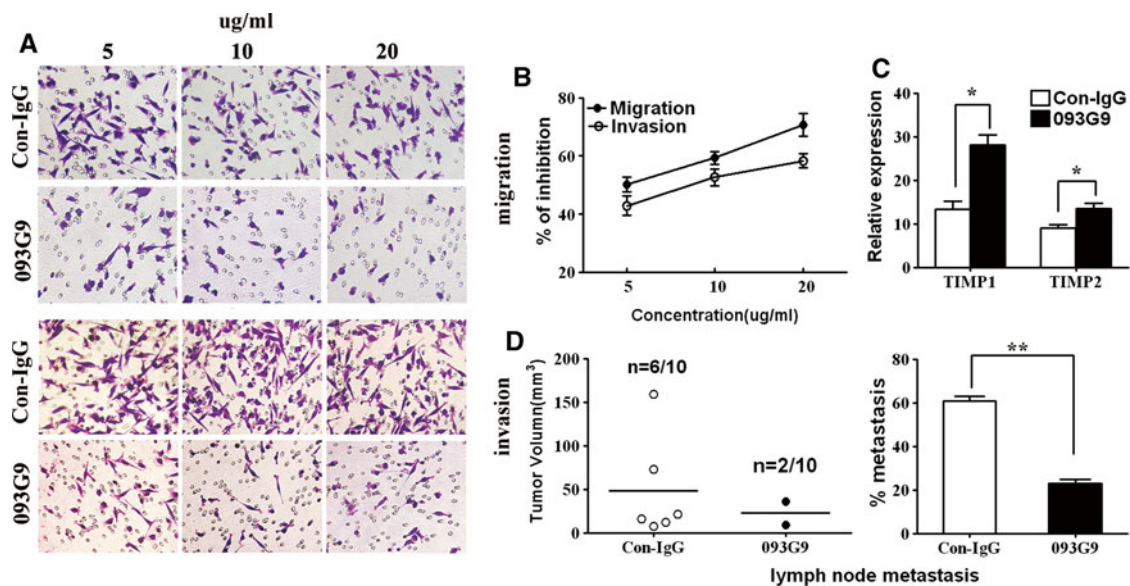 A
ug/ml
5 10 20
Con-IgG
093G9
migration
Con-IgG
093G9
invasion
B
Migration
Invasion
% of inhibition
80
60
40
20
5 10 20
Concentration(ug/ml)
C
Con-IgG
093G9
Relative expression
40
30
20
10
0
*
*
TIMP1 TIMP2
D
Tumor Volumn(mm3)
200
150
100
50
0
n=6/10
n=2/10
Con-IgG 093G9
% metastasis
80
60
40
20
0
**
Con-IgG 093G9
lymph node metastasis